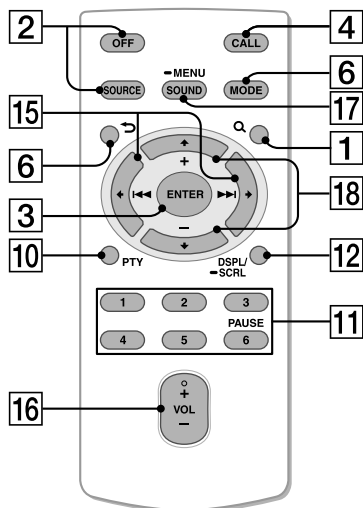 2
OFF
CALL
4
MENU
SOURCE
SOUND
MODE
6
17
15
1
6
+
ENTER
18
3
−
10
PTY
DSPL/
SCRL
12
1
2
3
PAUSE
4
5
6
11
16
+
VOL
−